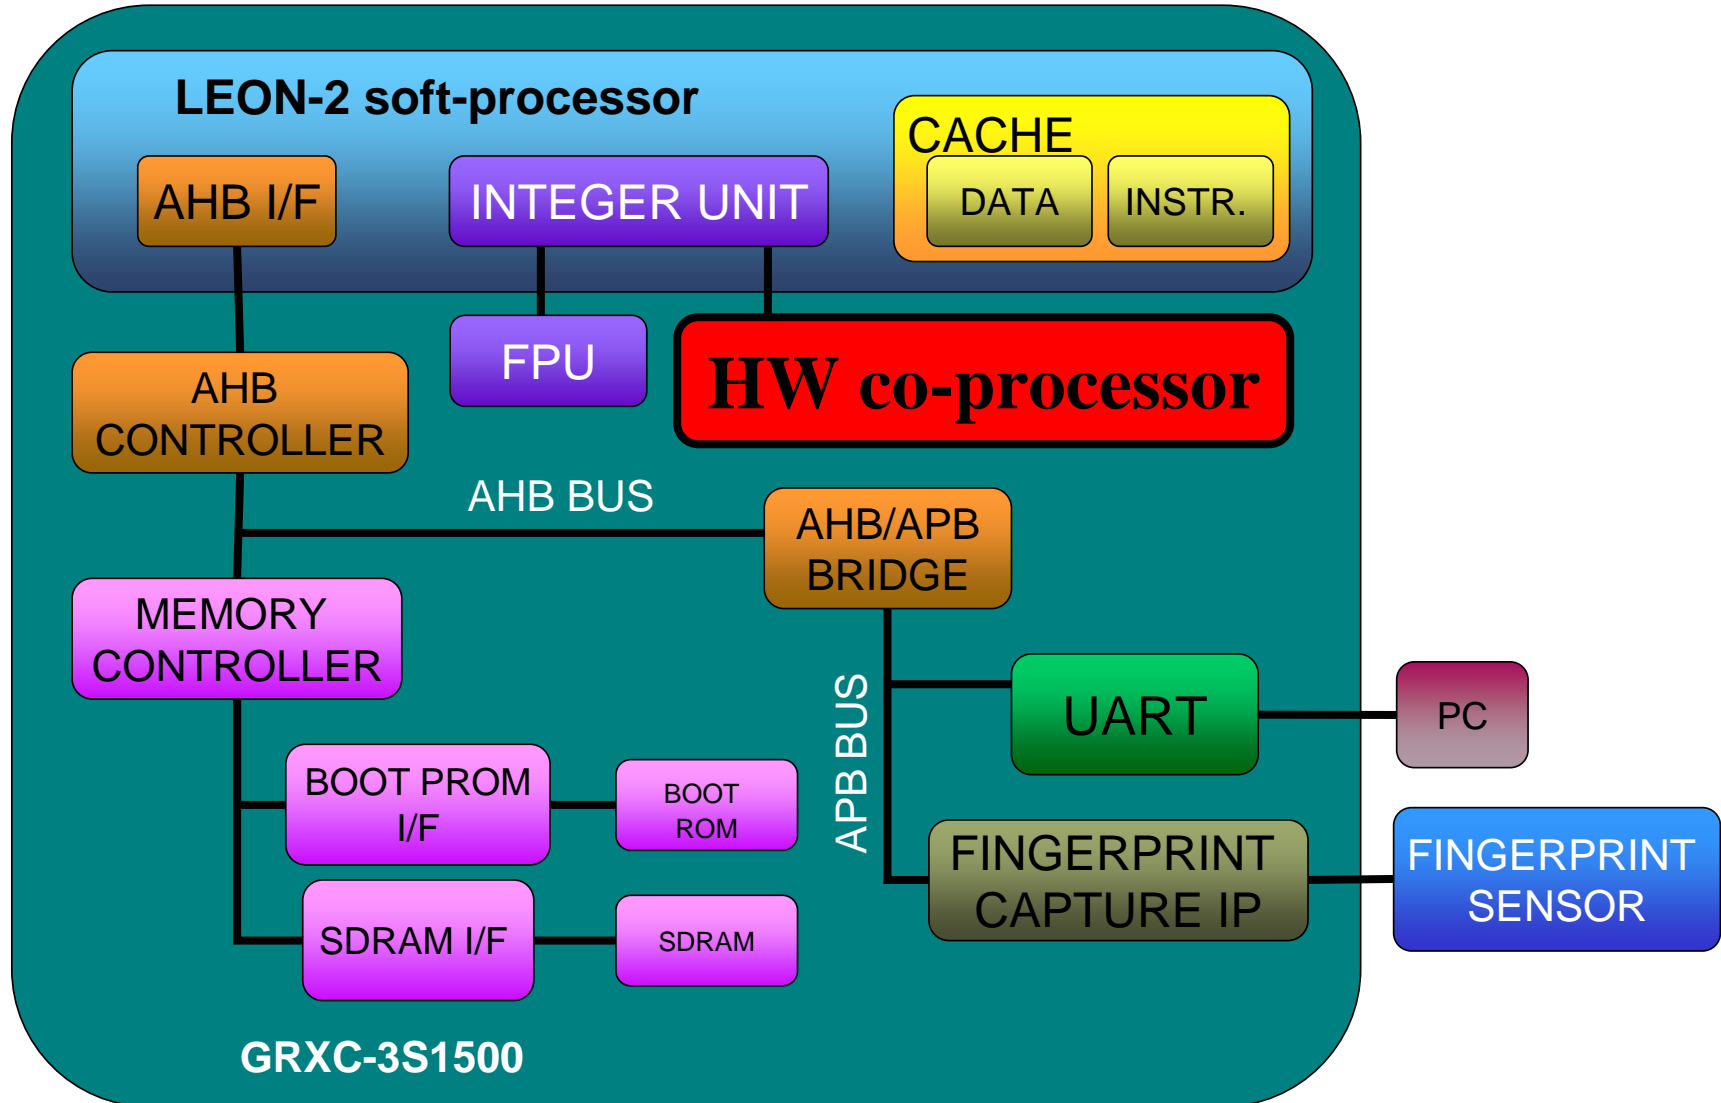 LEON-2 soft-processor
CACHE
AHB I/F
INTEGER UNIT
DATA
INSTR.
FPU
HW co-processor
AHB
CONTROLLER
AHB BUS
AHB/APB
BRIDGE
MEMORY
CONTROLLER
APB BUS
UART
PC
BOOT PROM
I/F
BOOT
ROM
FINGERPRINT
CAPTURE IP
FINGERPRINT
SENSOR
SDRAM I/F
SDRAM
GRXC-3S1500